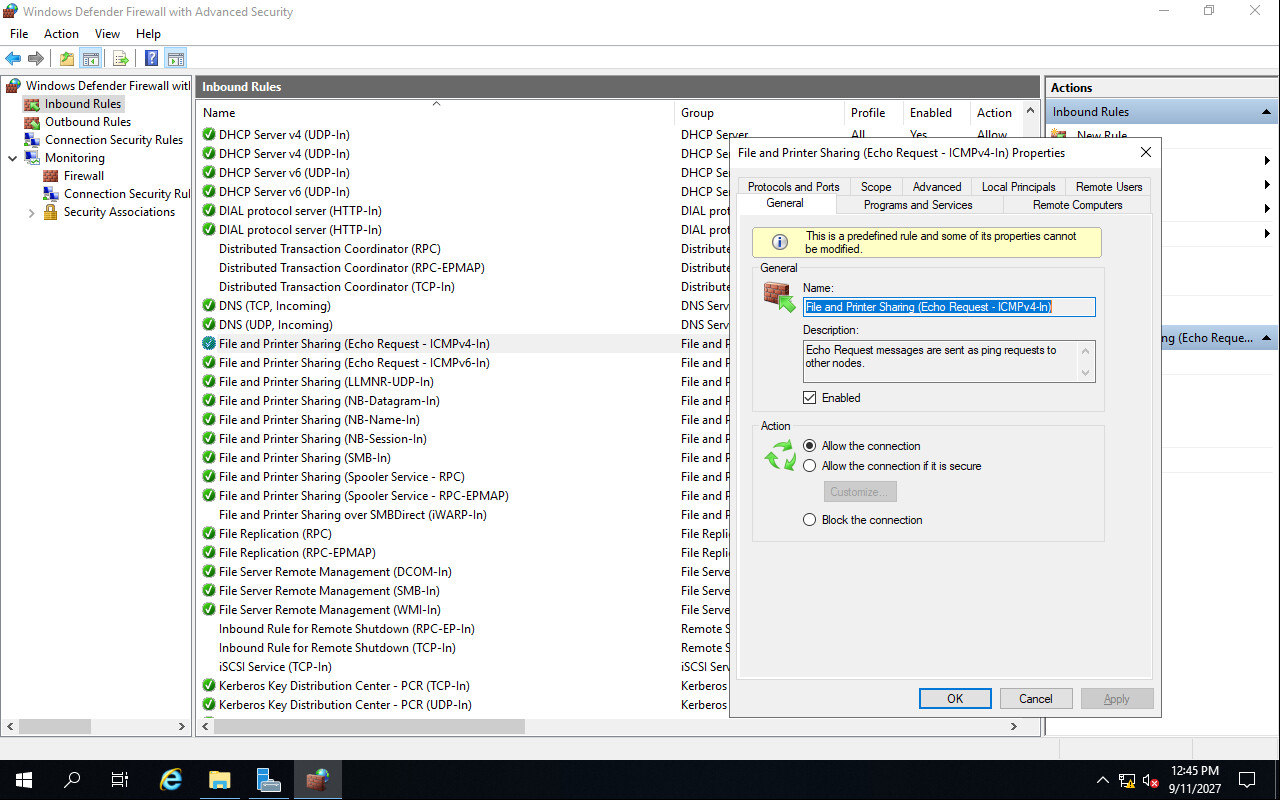 Windows Defender Firewall with Advanced Security
File Action View Help
Windows Defender Firewall wit
Inbound Rules
Outbound Rules
Connection Security Rules
Monitoring
Firewall
Connection Security Rul
Security Associations
Inbound Rules
Name Group Profile Enabled Action
DHCP Server v4 (UDP-In) DHCP Server All Yes Allow
DHCP Server v4 (UDP-In) DHCP Se
DHCP Server v6 (UDP-In) DHCP Se
DHCP Server v6 (UDP-In) DHCP Se
DIAL protocol server (HTTP-In) DIAL prot
DIAL protocol server (HTTP-In) DIAL prot
Distributed Transaction Coordinator (RPC) Distribute
Distributed Transaction Coordinator (RPC-EPMAP) Distribute
Distributed Transaction Coordinator (TCP-In) Distribute
DNS (TCP, Incoming) DNS Serv
DNS (UDP, Incoming) DNS Serv
File and Printer Sharing (Echo Request - ICMPv4-In) File and P
File and Printer Sharing (Echo Request - ICMPv6-In) File and P
File and Printer Sharing (LLMNR-UDP-In) File and P
File and Printer Sharing (NB-Datagram-In) File and P
File and Printer Sharing (NB-Name-In) File and P
File and Printer Sharing (NB-Session-In) File and P
File and Printer Sharing (SMB-In) File and P
File and Printer Sharing (Spooler Service - RPC) File and P
File and Printer Sharing (Spooler Service - RPC-EPMAP) File and P
File and Printer Sharing over SMBDirect (iWARP-In) File and P
File Replication (RPC) File Repli
File Replication (RPC-EPMAP) File Repli
File Server Remote Management (DCOM-In) File Serve
File Server Remote Management (SMB-In) File Serve
File Server Remote Management (WMI-In) File Serve
Inbound Rule for Remote Shutdown (RPC-EP-In) Remote S
Inbound Rule for Remote Shutdown (TCP-In) Remote S
iSCSI Service (TCP-In) iSCSI Serv
Kerberos Key Distribution Center - PCR (TCP-In) Kerberos
Kerberos Key Distribution Center - PCR (UDP-In) Kerberos
Actions
Inbound Rules
New Rule
ng (Echo Reque...
File and Printer Sharing (Echo Request - ICMPv4-In) Properties
Protocols and Ports Scope Advanced Local Principals Remote Users
General Programs and Services Remote Computers
This is a predefined rule and some of its properties cannot
be modified.
General
Name:
File and Printer Sharing (Echo Request - ICMPv4-In)
Description:
Echo Request messages are sent as ping requests to
other nodes.
Enabled
Action
Allow the connection
Allow the connection if it is secure
Customize...
Block the connection
OK Cancel Apply
12:45 PM
9/11/2027